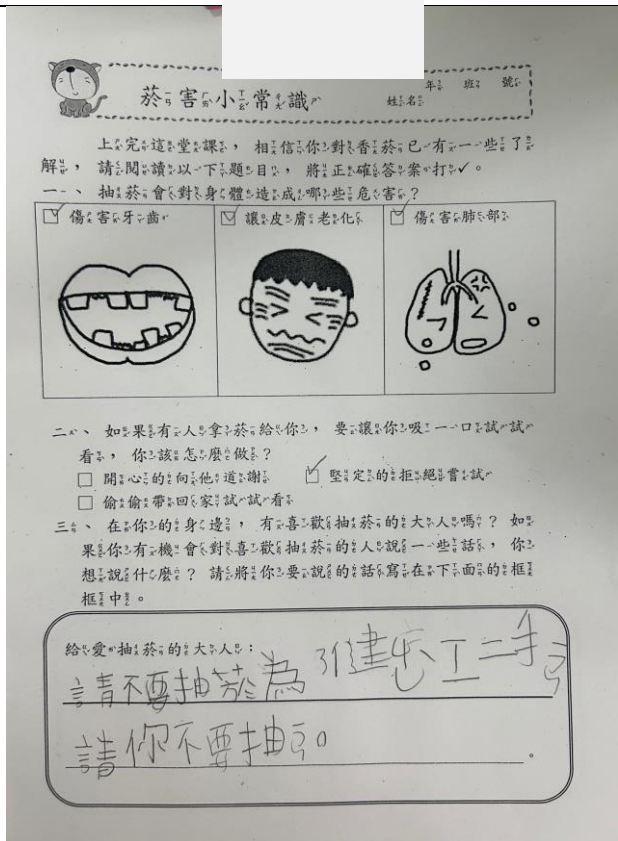 菸害小常識
年 班 號
姓名
上完這堂課，相信你對香菸已有一些了
解，請閱讀以下題目，將正確答案打✓。
一、抽菸會對身體造成哪些危害？
☑ 傷害牙齒 ☑ 讓皮膚老化 ☑ 傷害肺部
二、如果有人拿菸給你，要讓你吸一口試試
看，你該怎麼做？
☐ 開心的向他道謝 ☑ 堅定的拒絕嘗試
☐ 偷偷帶回家試試看
三、在你的身邊，有喜歡抽菸的大人嗎？如
果你有機會對喜歡抽菸的人說一些話，你
想說什麼？請將你要說的話寫在下面的框
框中。
給愛抽菸的大人：
請不要抽菸為 健 二手
請你不要抽